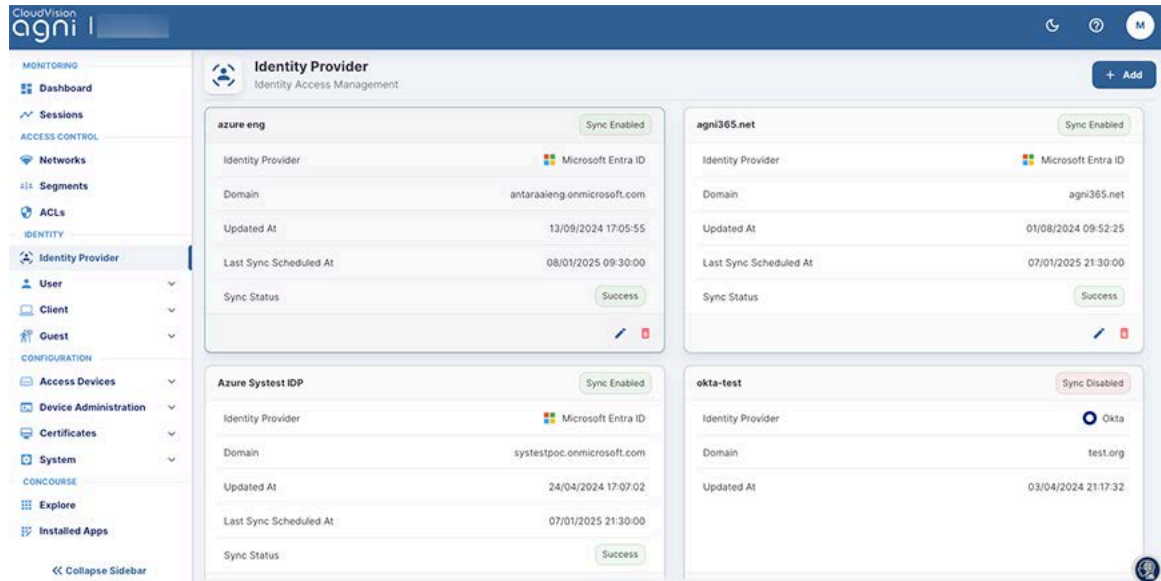 CloudVision
agni |
M
MONITORING
Dashboard
Sessions
ACCESS CONTROL
Networks
Segments
ACLs
IDENTITY
Identity Provider
User
Client
Guest
CONFIGURATION
Access Devices
Device Administration
Certificates
System
CONCOURSE
Explore
Installed Apps
Collapse Sidebar
Identity Provider
Identity Access Management
+ Add
azure eng Sync Enabled
Identity Provider Microsoft Entra ID
Domain antaraaieng.onmicrosoft.com
Updated At 13/09/2024 17:05:55
Last Sync Scheduled At 08/01/2025 09:30:00
Sync Status Success
agni365.net Sync Enabled
Identity Provider Microsoft Entra ID
Domain agni365.net
Updated At 01/08/2024 09:52:25
Last Sync Scheduled At 07/01/2025 21:30:00
Sync Status Success
Azure Systest IDP Sync Enabled
Identity Provider Microsoft Entra ID
Domain systestpoc.onmicrosoft.com
Updated At 24/04/2024 17:07:02
Last Sync Scheduled At 07/01/2025 21:30:00
Sync Status Success
okta-test Sync Disabled
Identity Provider Okta
Domain test.org
Updated At 03/04/2024 21:17:32